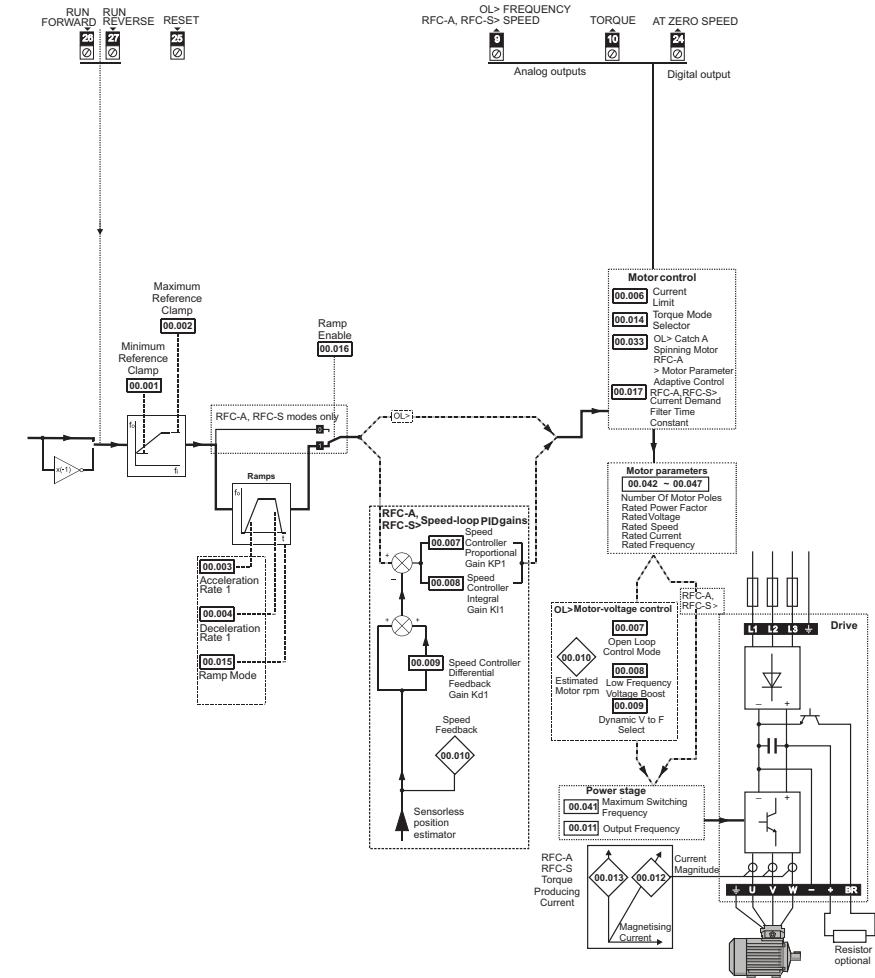 RUN
FORWARD
RUN
REVERSE
RESET
26
27
25
OL> FREQUENCY
RFC-A, RFC-S> SPEED
TORQUE
AT ZERO SPEED
9
10
24
Analog outputs
Digital output
Maximum
Reference
Clamp
00.002
Minimum
Reference
Clamp
00.001
Ramp
Enable
00.016
RFC-A, RFC-S modes only
0
1
OL>
x(-1)
f₀
fᵢ
Ramps
f₀
t
00.003
Acceleration
Rate 1
00.004
Deceleration
Rate 1
00.015
Ramp Mode
RFC-A,
RFC-S>
Speed-loop PID gains
00.007
Speed
Controller
Proportional
Gain KP1
00.008
Speed
Controller
Integral
Gain KI1
+
–
+
+
00.009
Speed Controller
Differential
Feedback
Gain Kd1
Speed
Feedback
00.010
Sensorless
position
estimator
Motor control
00.006
Current
Limit
00.014
Torque Mode
Selector
00.033
OL> Catch A
Spinning Motor
RFC-A
> Motor Parameter
Adaptive Control
00.017
RFC-A,RFC-S>
Current Demand
Filter Time
Constant
Motor parameters
00.042 ~ 00.047
Number Of Motor Poles
Rated Power Factor
Rated Voltage
Rated Speed
Rated Current
Rated Frequency
RFC-A,
RFC-S >
OL> Motor-voltage control
00.007
Open Loop
Control Mode
00.010
Estimated
Motor rpm
00.008
Low Frequency
Voltage Boost
00.009
Dynamic V to F
Select
Power stage
00.041
Maximum Switching
Frequency
00.011
Output Frequency
RFC-A
RFC-S
Torque
Producing
Current
00.013
00.012
Current
Magnitude
Magnetising
Current
L1 L2 L3
Drive
– +
– +
U V W – + BR
Resistor
optional